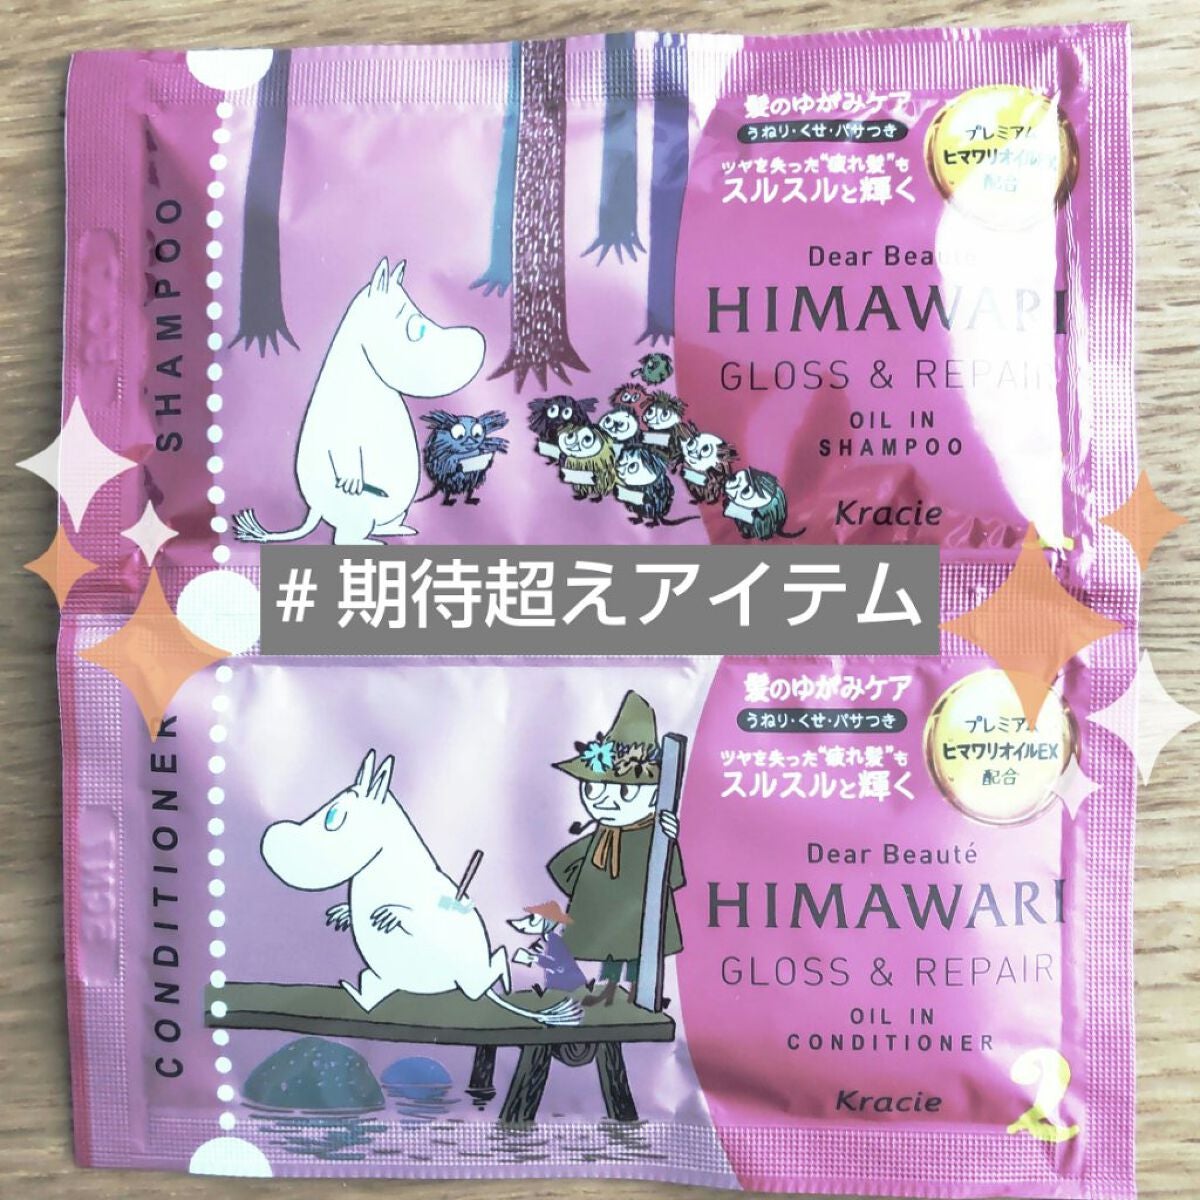 SHAMPOO
髪のゆがみケア
うねり・くせ・パサつき
ツヤを失った"疲れ髪"も
スルスルと輝く
プレミアム
ヒマワリオイルEX
配合
Dear Beauté
HIMAWARI
GLOSS & REPAIR
OIL IN
SHAMPOO
Kracie
1
# 期待超えアイテム
CONDITIONER
髪のゆがみケア
うねり・くせ・パサつき
ツヤを失った"疲れ髪"も
スルスルと輝く
プレミアム
ヒマワリオイルEX
配合
Dear Beauté
HIMAWARI
GLOSS & REPAIR
OIL IN
CONDITIONER
Kracie
2